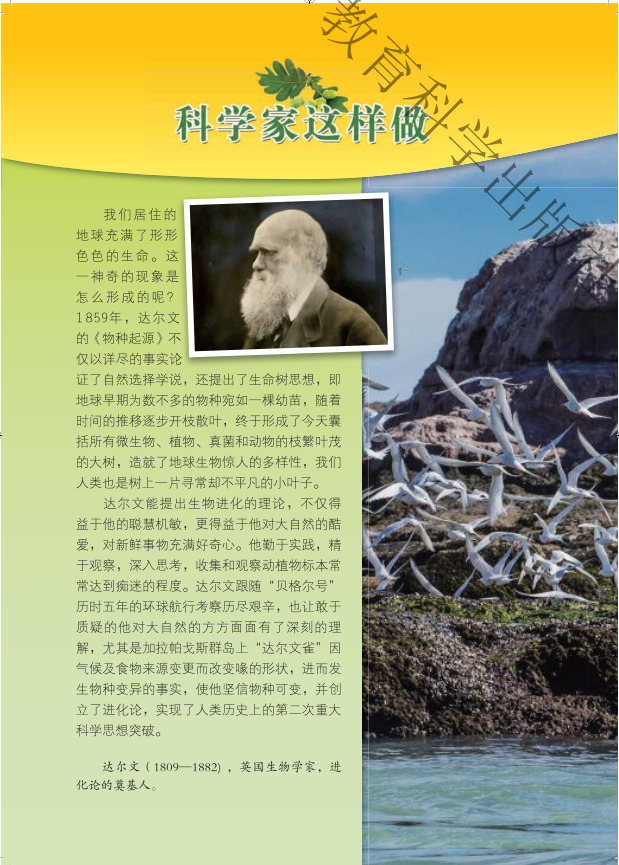 教育科学出版社
科学家这样做
我们居住的
地球充满了形形
色色的生命。这
一神奇的现象是
怎么形成的呢？
1859年，达尔文
的《物种起源》不
仅以详尽的事实论
证了自然选择学说，还提出了生命树思想，即
地球早期为数不多的物种宛如一棵幼苗，随着
时间的推移逐步开枝散叶，终于形成了今天囊
括所有微生物、植物、真菌和动物的枝繁叶茂
的大树，造就了地球生物惊人的多样性，我们
人类也是树上一片寻常却不平凡的小叶子。
达尔文能提出生物进化的理论，不仅得
益于他的聪慧机敏，更得益于他对大自然的酷
爱，对新鲜事物充满好奇心。他勤于实践，精
于观察，深入思考，收集和观察动植物标本常
常达到痴迷的程度。达尔文跟随“贝格尔号”
历时五年的环球航行考察历尽艰辛，也让敢于
质疑的他对大自然的方方面面有了深刻的理
解，尤其是加拉帕戈斯群岛上“达尔文雀”因
气候及食物来源变更而改变喙的形状，进而发
生物种变异的事实，使他坚信物种可变，并创
立了进化论，实现了人类历史上的第二次重大
科学思想突破。
达尔文（1809—1882），英国生物学家，进
化论的奠基人。